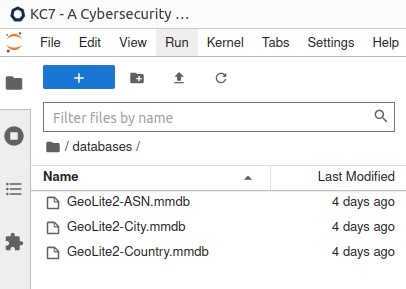 KC7 - A Cybersecurity ...
File Edit View Run Kernel Tabs Settings Help
+
Filter files by name
/ databases /
Name Last Modified
GeoLite2-ASN.mmdb 4 days ago
GeoLite2-City.mmdb 4 days ago
GeoLite2-Country.mmdb 4 days ago